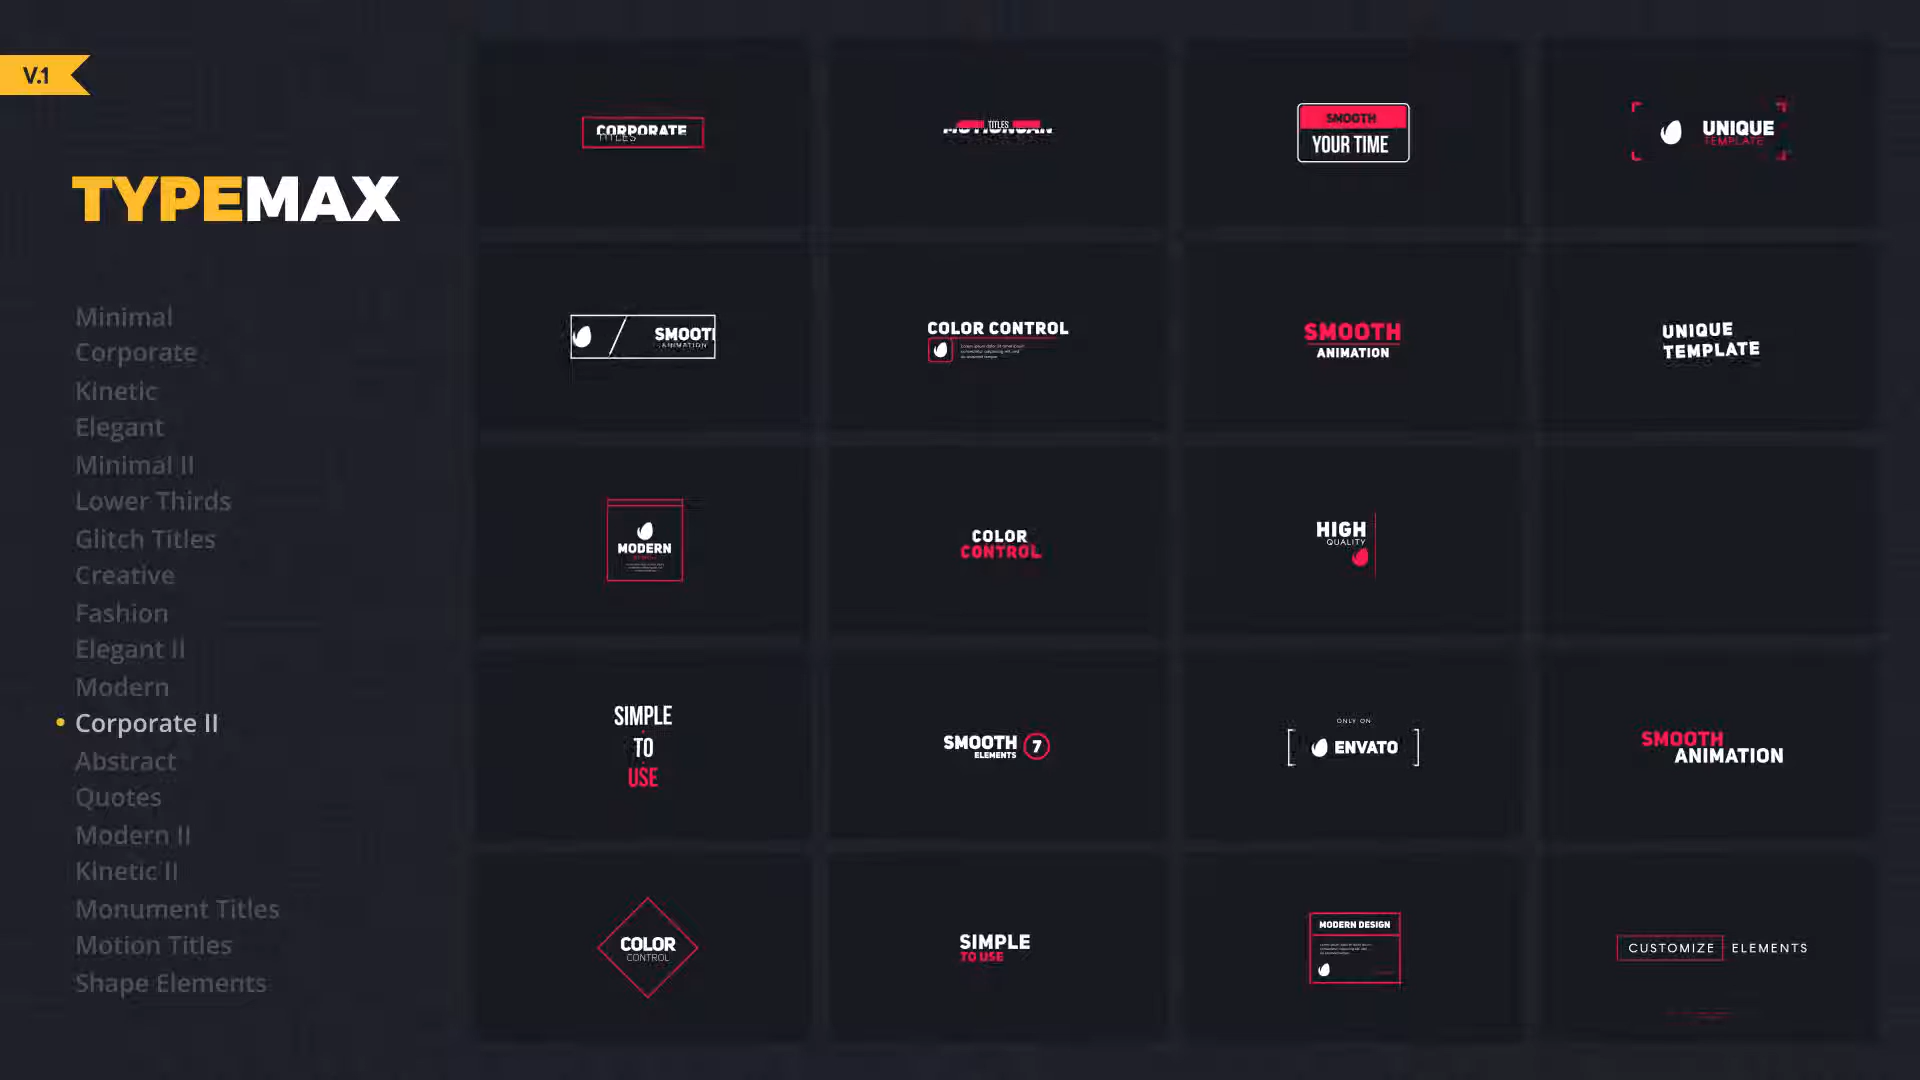 V.1
TYPEMAX
Minimal
Corporate
Kinetic
Elegant
Minimal II
Lower Thirds
Glitch Titles
Creative
Fashion
Elegant II
Modern
Corporate II
Abstract
Quotes
Modern II
Kinetic II
Monument Titles
Motion Titles
Shape Elements
CORPORATE
TITLES
TITLES
SMOOTH
YOUR TIME
UNIQUE
TEMPLATE
SMOOT
ANIMATION
COLOR CONTROL
SMOOTH
ANIMATION
UNIQUE
TEMPLATE
MODERN
COLOR
CONTROL
HIGH
QUALITY
SIMPLE
TO
USE
SMOOTH
ELEMENTS
7
ONLY ON
ENVATO
SMOOTH
ANIMATION
COLOR
CONTROL
SIMPLE
TO USE
MODERN DESIGN
CUSTOMIZE ELEMENTS